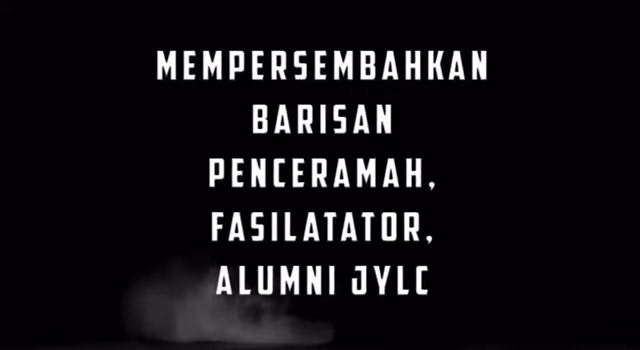 MEMPERSEMBAHKAN
BARISAN
PENCERAMAH,
FASILATATOR,
ALUMNI JYLC